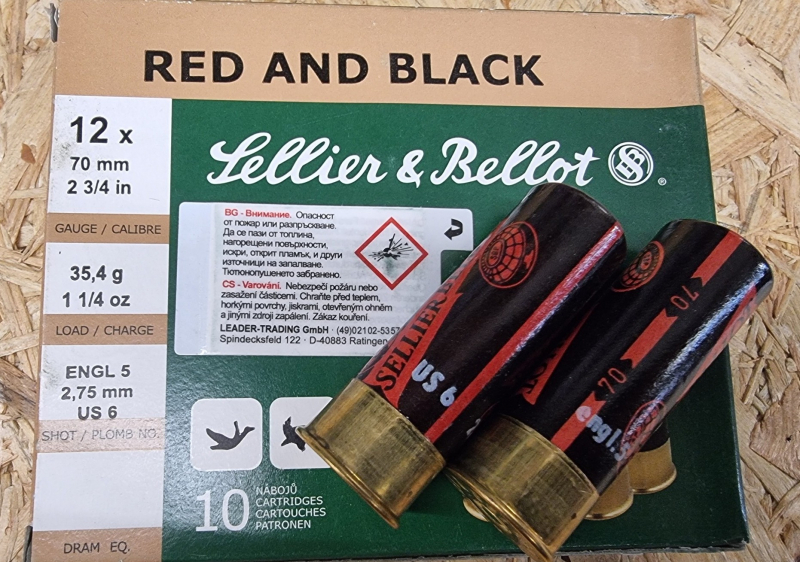 RED AND BLACK
12 x
70 mm
2 3/4 in
GAUGE / CALIBRE
35,4 g
1 1/4 oz
LOAD / CHARGE
ENGL 5
2,75 mm
US 6
SHOT / PLOMB NO.
DRAM EQ.
Sellier & Bellot
S&B
®
BG - Внимание. Опасност
от пожар или разпръскване.
Да се пази от топлина,
нагорещени повърхности,
искри, открит пламък, и други
източници на запалване.
Тютюнопушенето забранено.
CS - Varování. Nebezpečí požáru nebo
zasažení částicemi. Chraňte před teplem,
horkými povrchy, jiskrami, otevřeným ohněm
a jinými zdroji zapálení. Zákaz kouření.
LEADER-TRADING GmbH · (49)02102-5357
Spindecksfeld 122 · D-40883 Ratingen
10
NÁBOJŮ
CARTRIDGES
CARTOUCHES
PATRONEN
SELLIER
US 6
70
70
engl.5